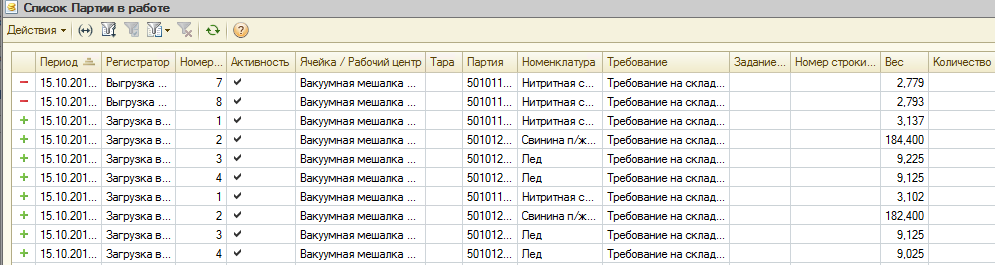 Список Партии в работе
Действия
Период Регистратор Номер... Активность Ячейка / Рабочий центр Тара Партия Номенклатура Требование Задание... Номер строки... Вес Количество
15.10.201... Выгрузка ... 7 Вакуумная мешалка ... 501011... Нитритная с... Требование на склад... 2,779
15.10.201... Выгрузка ... 8 Вакуумная мешалка ... 501011... Нитритная с... Требование на склад... 2,793
15.10.201... Загрузка в... 1 Вакуумная мешалка ... 501011... Нитритная с... Требование на склад... 3,137
15.10.201... Загрузка в... 2 Вакуумная мешалка ... 501012... Свинина п/ж... Требование на склад... 184,400
15.10.201... Загрузка в... 3 Вакуумная мешалка ... 501012... Лед Требование на склад... 9,225
15.10.201... Загрузка в... 4 Вакуумная мешалка ... 501012... Лед Требование на склад... 9,125
15.10.201... Загрузка в... 1 Вакуумная мешалка ... 501011... Нитритная с... Требование на склад... 3,102
15.10.201... Загрузка в... 2 Вакуумная мешалка ... 501012... Свинина п/ж... Требование на склад... 182,400
15.10.201... Загрузка в... 3 Вакуумная мешалка ... 501012... Лед Требование на склад... 9,125
15.10.201... Загрузка в... 4 Вакуумная мешалка ... 501012... Лед Требование на склад... 9,025